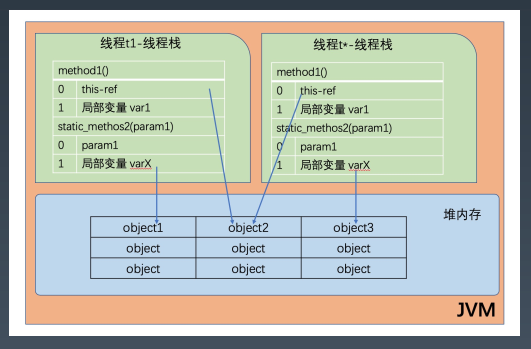 线程t1-线程栈
method1()
0 this-ref
1 局部变量 var1
static_methos2(param1)
0 param1
1 局部变量 varX
线程t*-线程栈
method1()
0 this-ref
1 局部变量 var1
static_methos2(param1)
0 param1
1 局部变量 varX
堆内存
object1 object2 object3
object object object
object object object
JVM